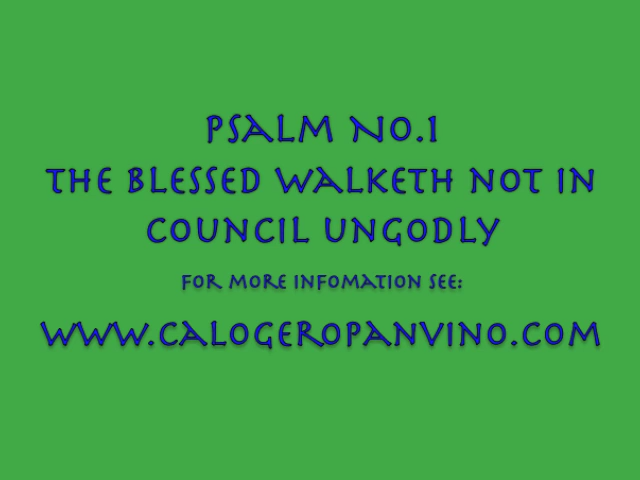 PSALM NO.1
THE BLESSED WALKETH NOT IN
COUNCIL UNGODLY
FOR MORE INFOMATION SEE:
WWW.CALOGEROPANVINO.COM